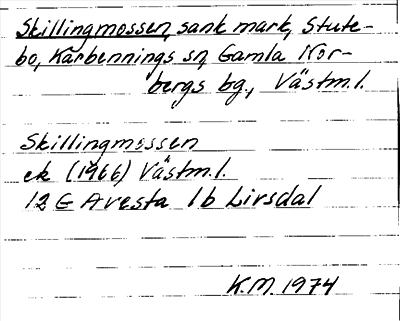 Skillingmossen, sank mark, Stute-
bo, Karbennings sn, Gamla Nor-
bergs bg., Västm.l.
Skillingmossen
ek (1966) Västm.l.
12 G Avesta 1b Lirsdal
K.M. 1974